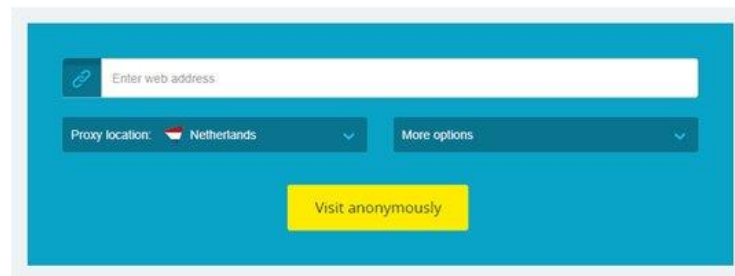 Enter web address
Proxy location: Netherlands
More options
Visit anonymously